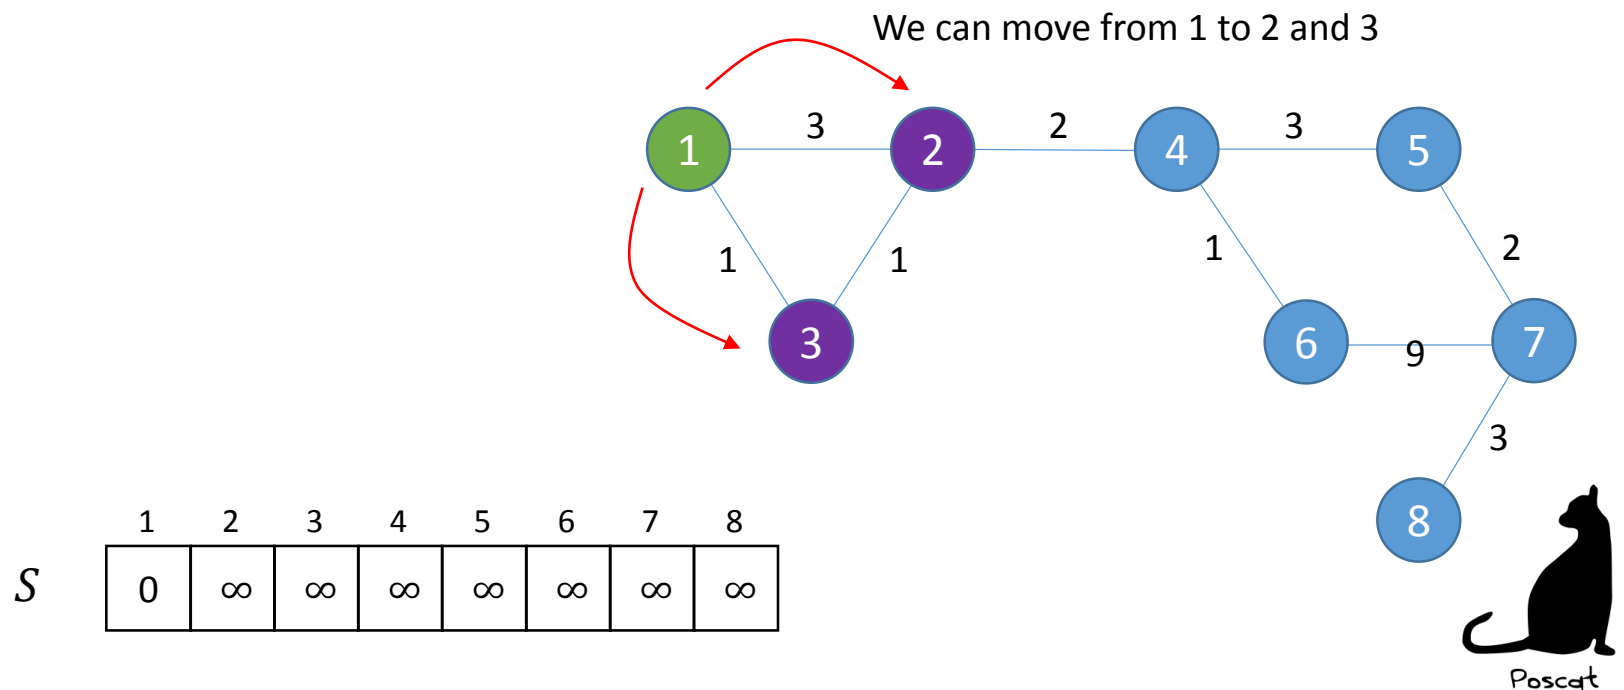 We can move from 1 to 2 and 3
1 3 2 2 4 3 5
1 1 1 2
3 6 9 7
3
8
1 2 3 4 5 6 7 8
S 0 ∞ ∞ ∞ ∞ ∞ ∞ ∞
Poscat